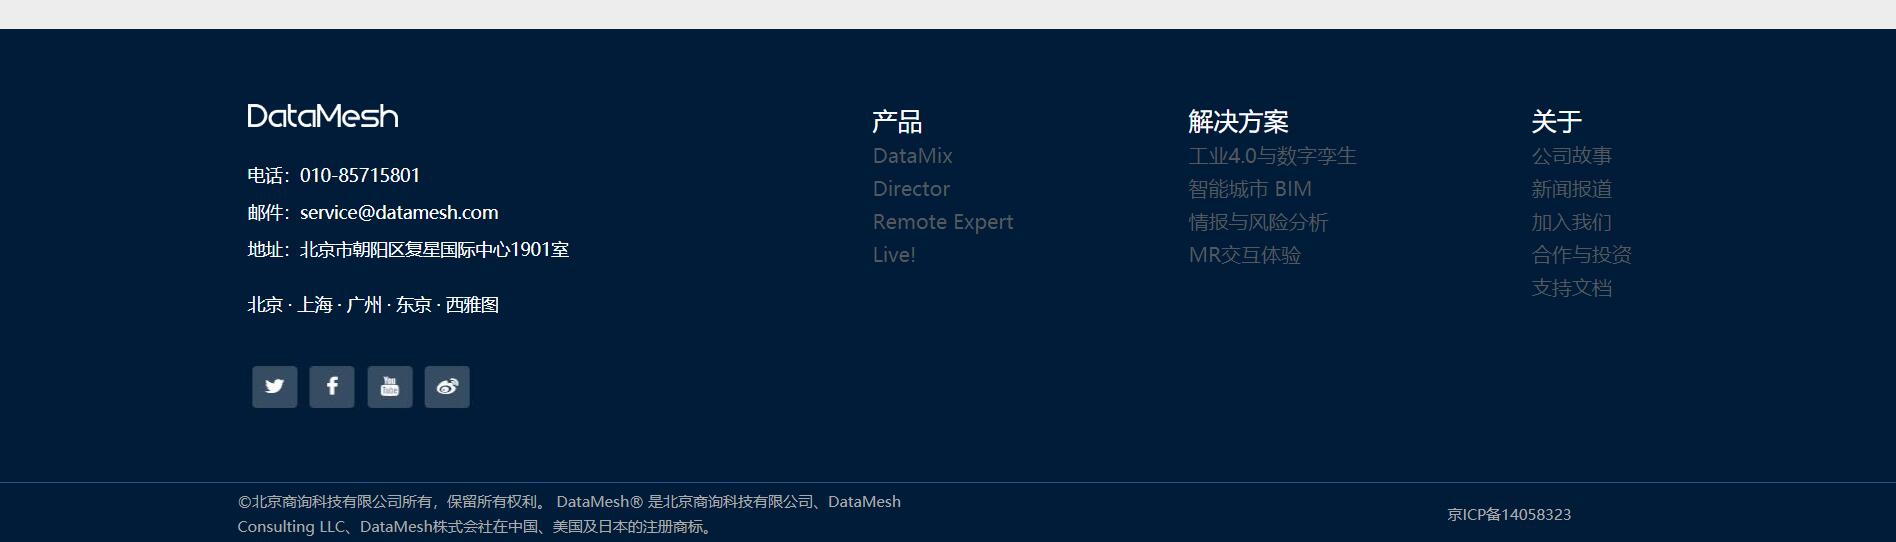 DataMesh
电话：010-85715801
邮件：service@datamesh.com
地址：北京市朝阳区复星国际中心1901室
北京 · 上海 · 广州 · 东京 · 西雅图
You
Tube
产品
DataMix
Director
Remote Expert
Live!
解决方案
工业4.0与数字孪生
智能城市 BIM
情报与风险分析
MR交互体验
关于
公司故事
新闻报道
加入我们
合作与投资
支持文档
©北京商询科技有限公司所有，保留所有权利。 DataMesh® 是北京商询科技有限公司、DataMesh
Consulting LLC、DataMesh株式会社在中国、美国及日本的注册商标。
京ICP备14058323